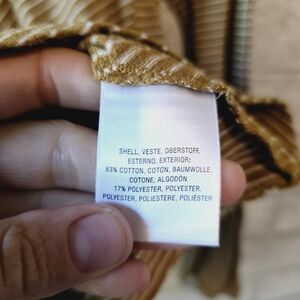 SHELL, VESTE, OBERSTOFF,
ESTERNO, EXTERIOR:
83% COTTON, COTON, BAUMWOLLE,
COTONE, ALGODÓN
17% POLYESTER, POLYESTER,
POLYESTER, POLIESTERE, POLIÉSTER